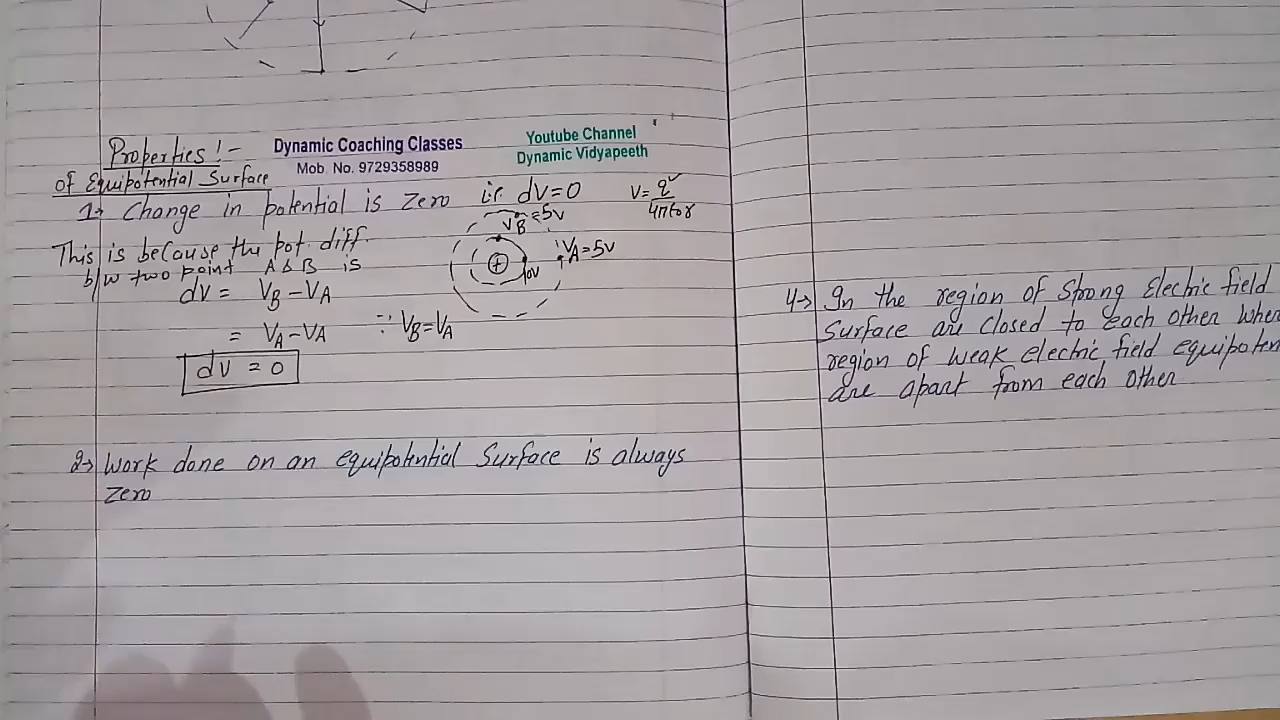 Properties :-
of Equipotential Surface
Dynamic Coaching Classes
Mob. No. 9729358989
Youtube Channel
Dynamic Vidyapeeth
1→ Change in potential is zero i.e dv=0
V= q/4π€0r
This is because the pot. diff.
b/w two point A & B is
VB=5v
VA=5v
10v
+
dv = VB-VA
= VA-VA ∵ VB=VA
dv = 0
2→ Work done on an equipotential Surface is always
zero
4→ In the region of Strong Electric field
Surface are closed to each other wher
region of weak electric field equipoten
are apart from each other